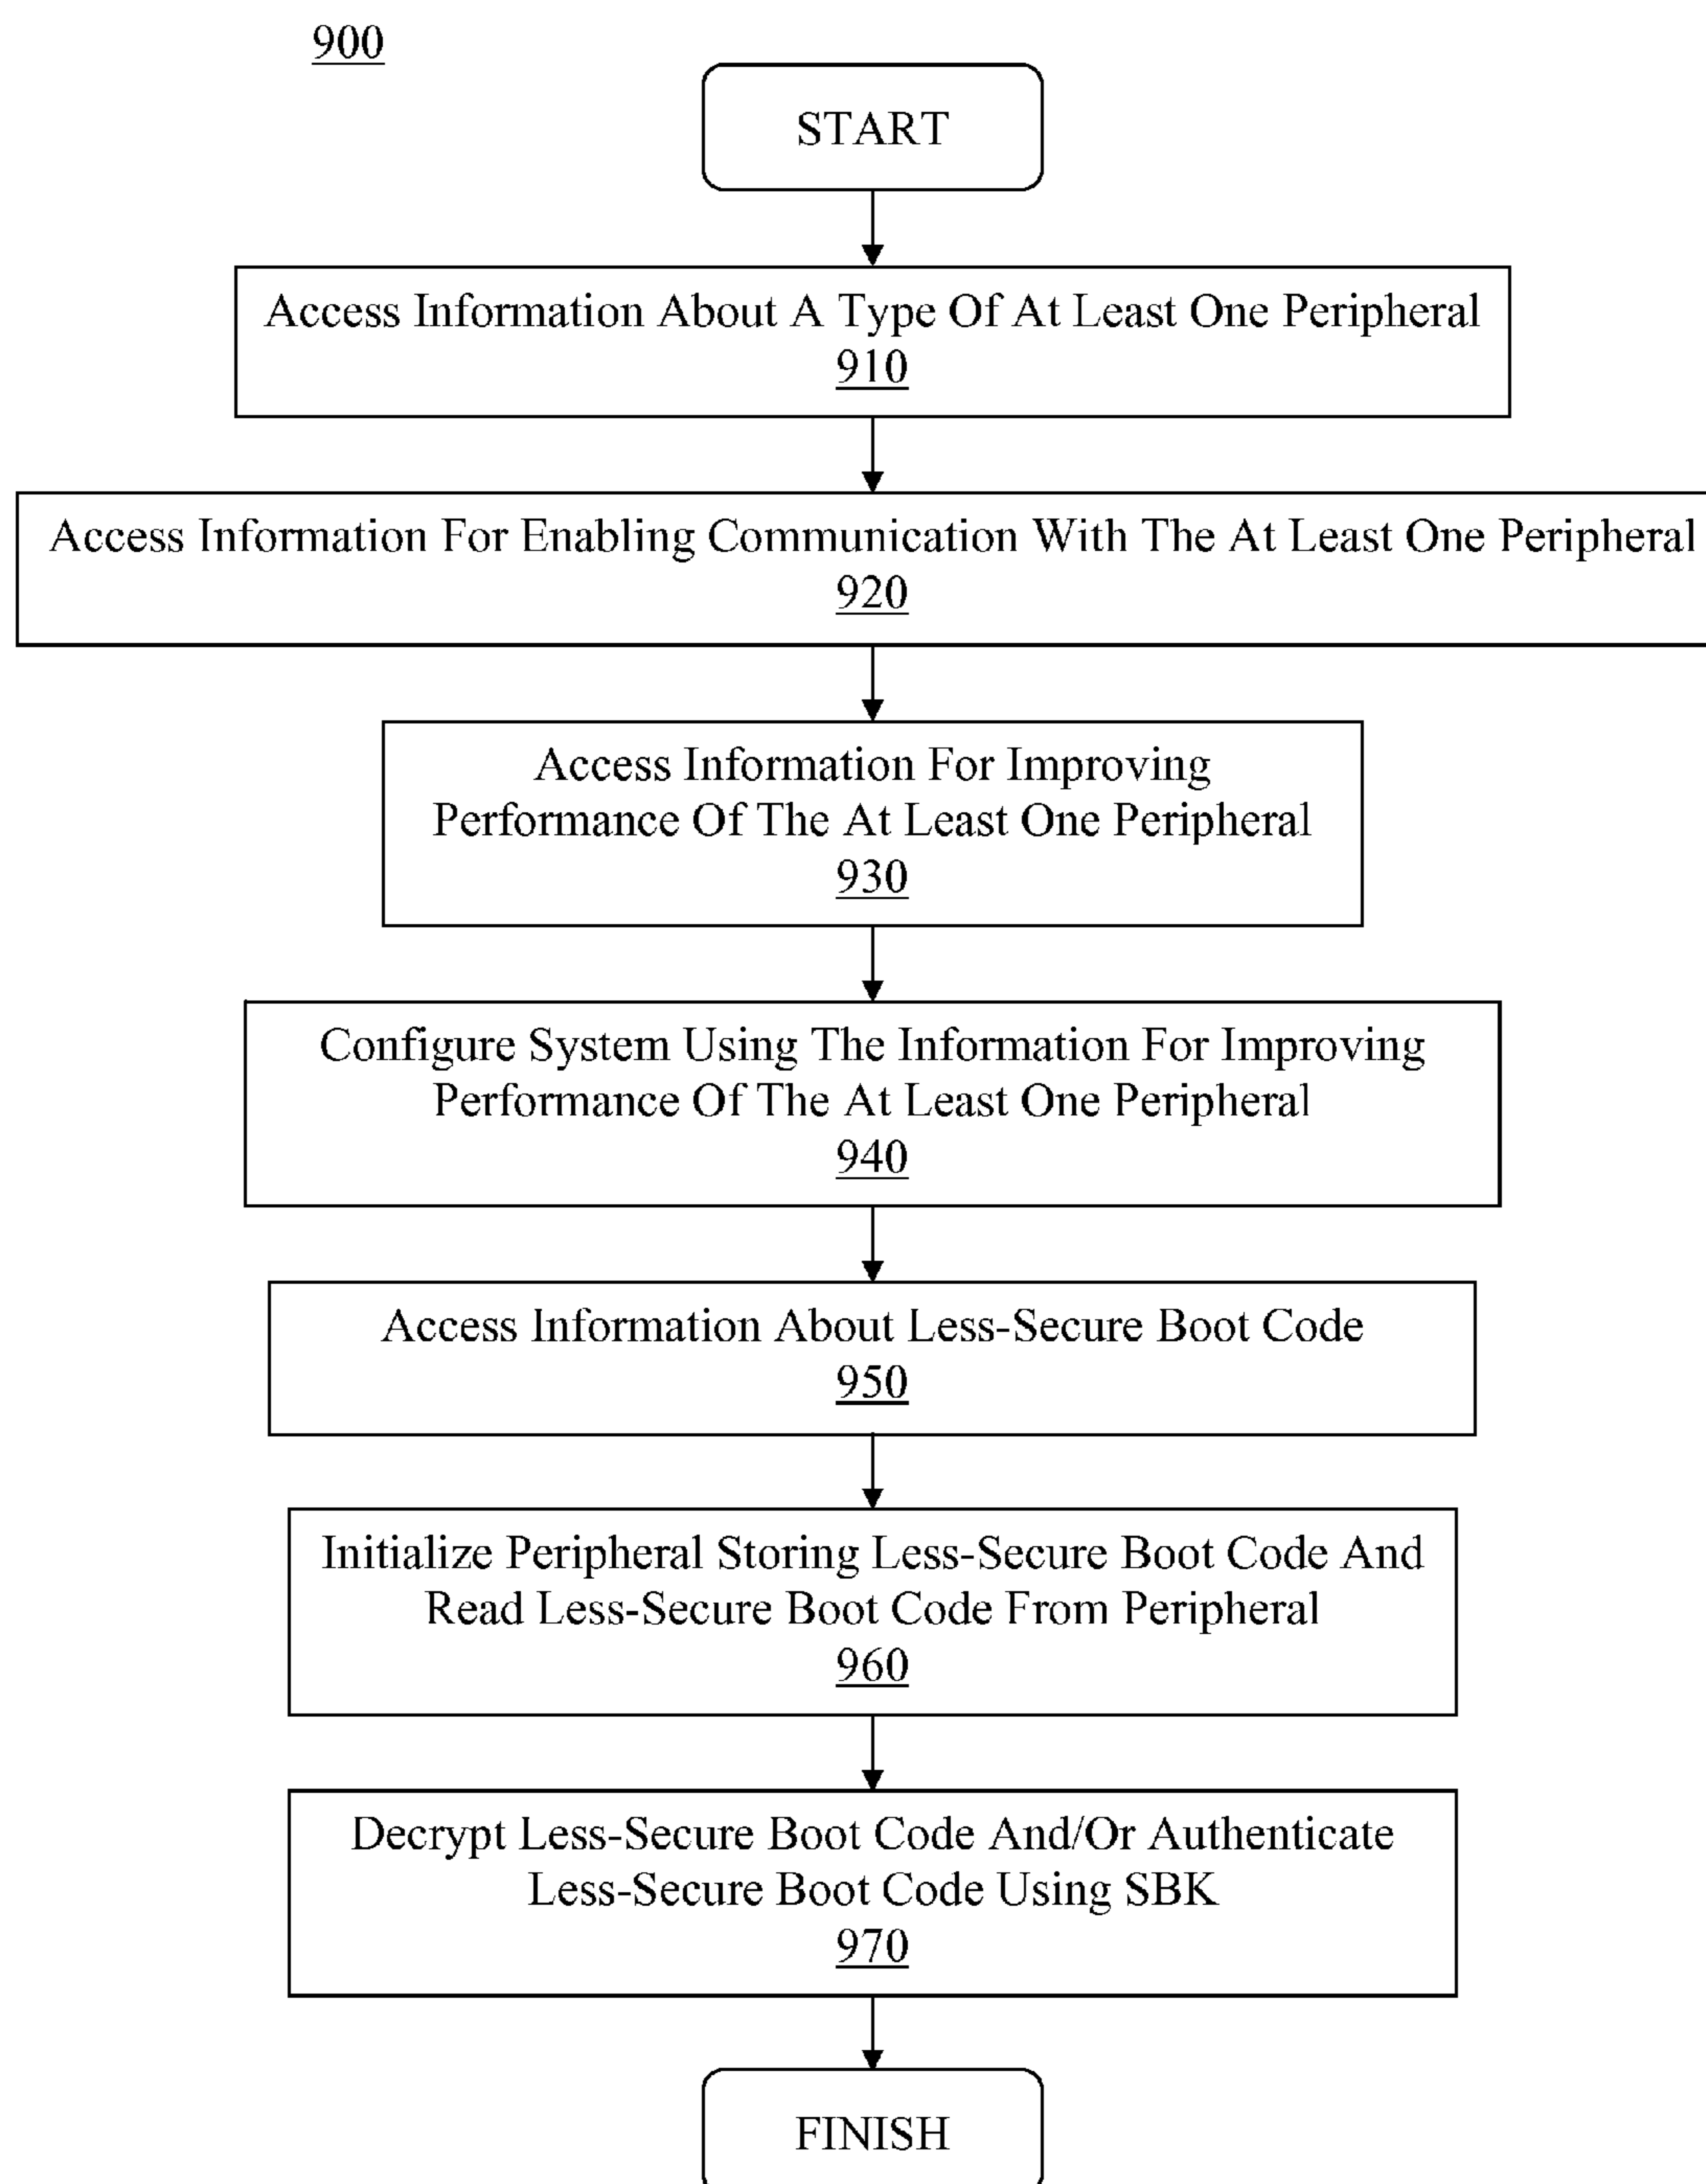 900
START
Access Information About A Type Of At Least One Peripheral
910
Access Information For Enabling Communication With The At Least One Peripheral
920
Access Information For Improving
Performance Of The At Least One Peripheral
930
Configure System Using The Information For Improving
Performance Of The At Least One Peripheral
940
Access Information About Less-Secure Boot Code
950
Initialize Peripheral Storing Less-Secure Boot Code And
Read Less-Secure Boot Code From Peripheral
960
Decrypt Less-Secure Boot Code And/Or Authenticate
Less-Secure Boot Code Using SBK
970
FINISH